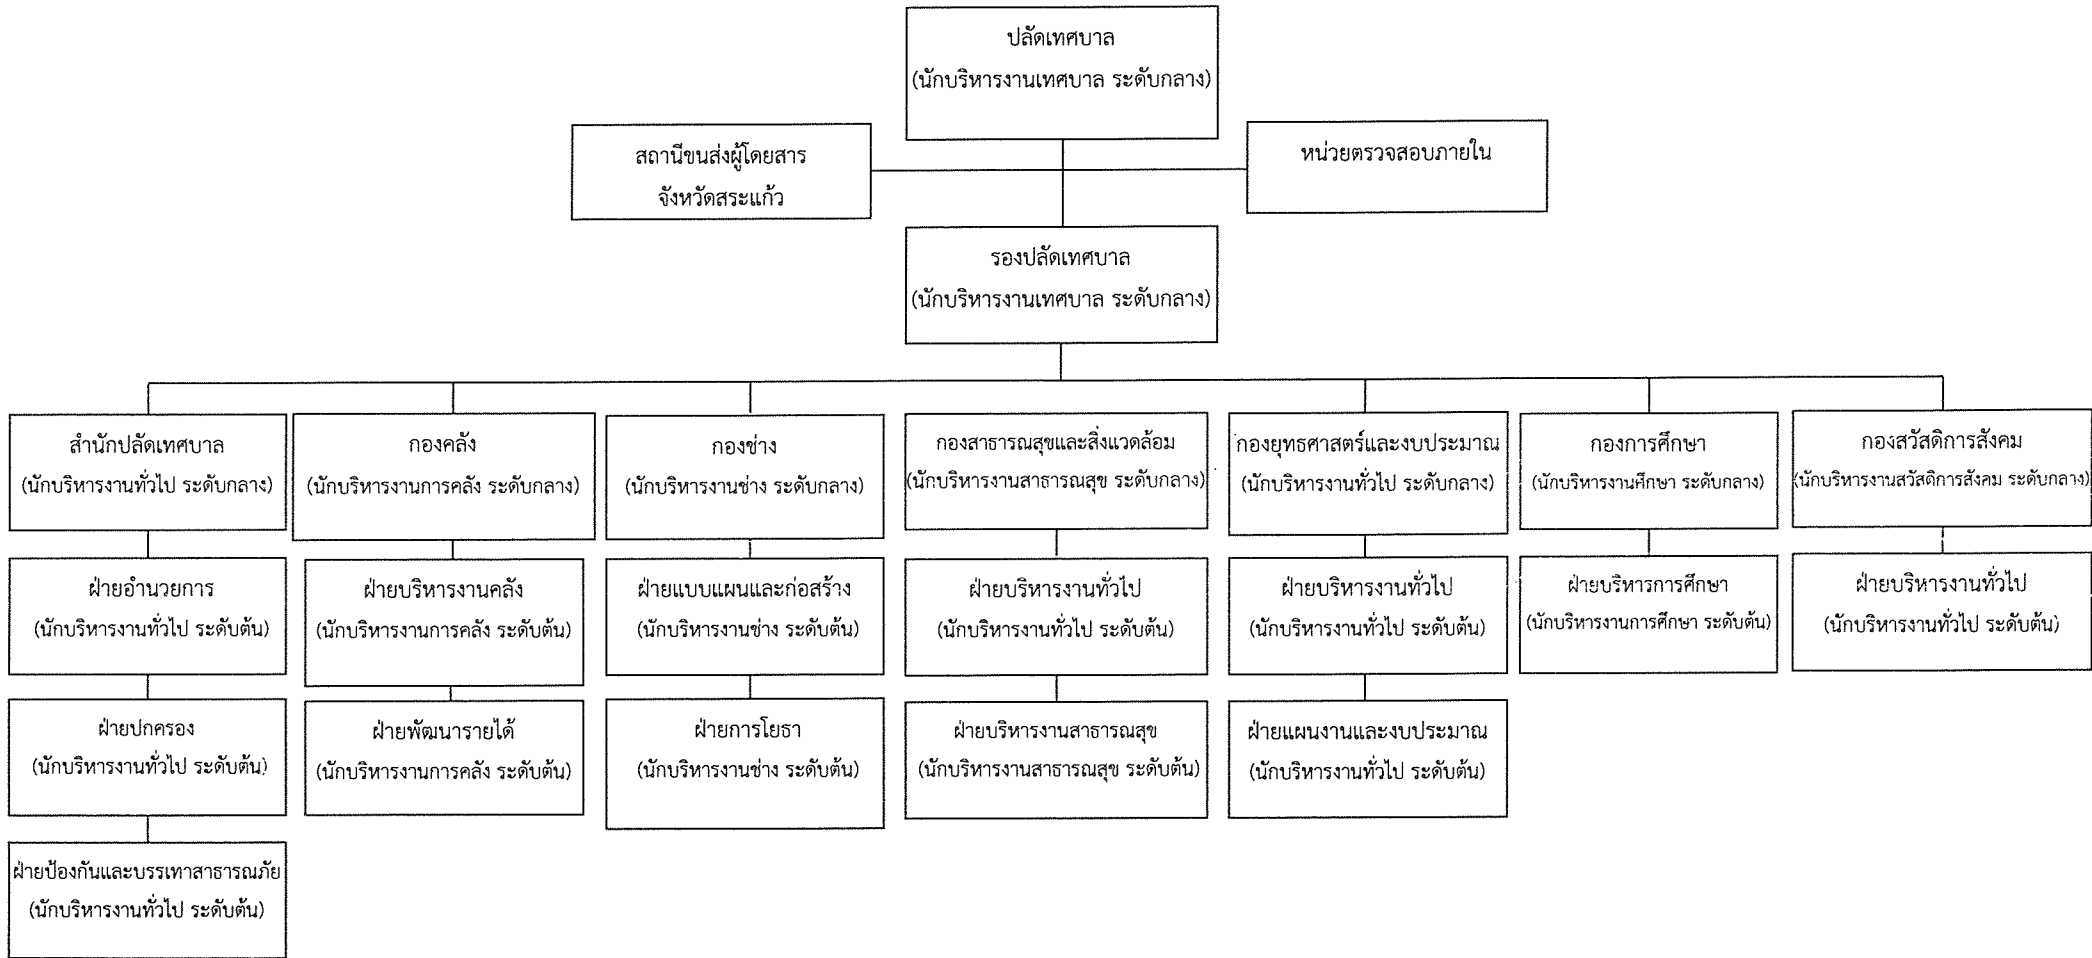 ปลัดเทศบาล
(นักบริหารงานเทศบาล ระดับกลาง)
สถานีขนส่งผู้โดยสาร
จังหวัดสระแก้ว
หน่วยตรวจสอบภายใน
รองปลัดเทศบาล
(นักบริหารงานเทศบาล ระดับกลาง)
สำนักปลัดเทศบาล
(นักบริหารงานทั่วไป ระดับกลาง)
กองคลัง
(นักบริหารงานการคลัง ระดับกลาง)
กองช่าง
(นักบริหารงานช่าง ระดับกลาง)
กองสาธารณสุขและสิ่งแวดล้อม
(นักบริหารงานสาธารณสุข ระดับกลาง)
กองยุทธศาสตร์และงบประมาณ
(นักบริหารงานทั่วไป ระดับกลาง)
กองการศึกษา
(นักบริหารงานศึกษา ระดับกลาง)
กองสวัสดิการสังคม
(นักบริหารงานสวัสดิการสังคม ระดับกลาง)
ฝ่ายอำนวยการ
(นักบริหารงานทั่วไป ระดับต้น)
ฝ่ายบริหารงานคลัง
(นักบริหารงานการคลัง ระดับต้น)
ฝ่ายแบบแผนและก่อสร้าง
(นักบริหารงานช่าง ระดับต้น)
ฝ่ายบริหารงานทั่วไป
(นักบริหารงานทั่วไป ระดับต้น)
ฝ่ายบริหารงานทั่วไป
(นักบริหารงานทั่วไป ระดับต้น)
ฝ่ายบริหารการศึกษา
(นักบริหารงานการศึกษา ระดับต้น)
ฝ่ายบริหารงานทั่วไป
(นักบริหารงานทั่วไป ระดับต้น)
ฝ่ายปกครอง
(นักบริหารงานทั่วไป ระดับต้น)
ฝ่ายพัฒนารายได้
(นักบริหารงานการคลัง ระดับต้น)
ฝ่ายการโยธา
(นักบริหารงานช่าง ระดับต้น)
ฝ่ายบริหารงานสาธารณสุข
(นักบริหารงานสาธารณสุข ระดับต้น)
ฝ่ายแผนงานและงบประมาณ
(นักบริหารงานทั่วไป ระดับต้น)
ฝ่ายป้องกันและบรรเทาสาธารณภัย
(นักบริหารงานทั่วไป ระดับต้น)